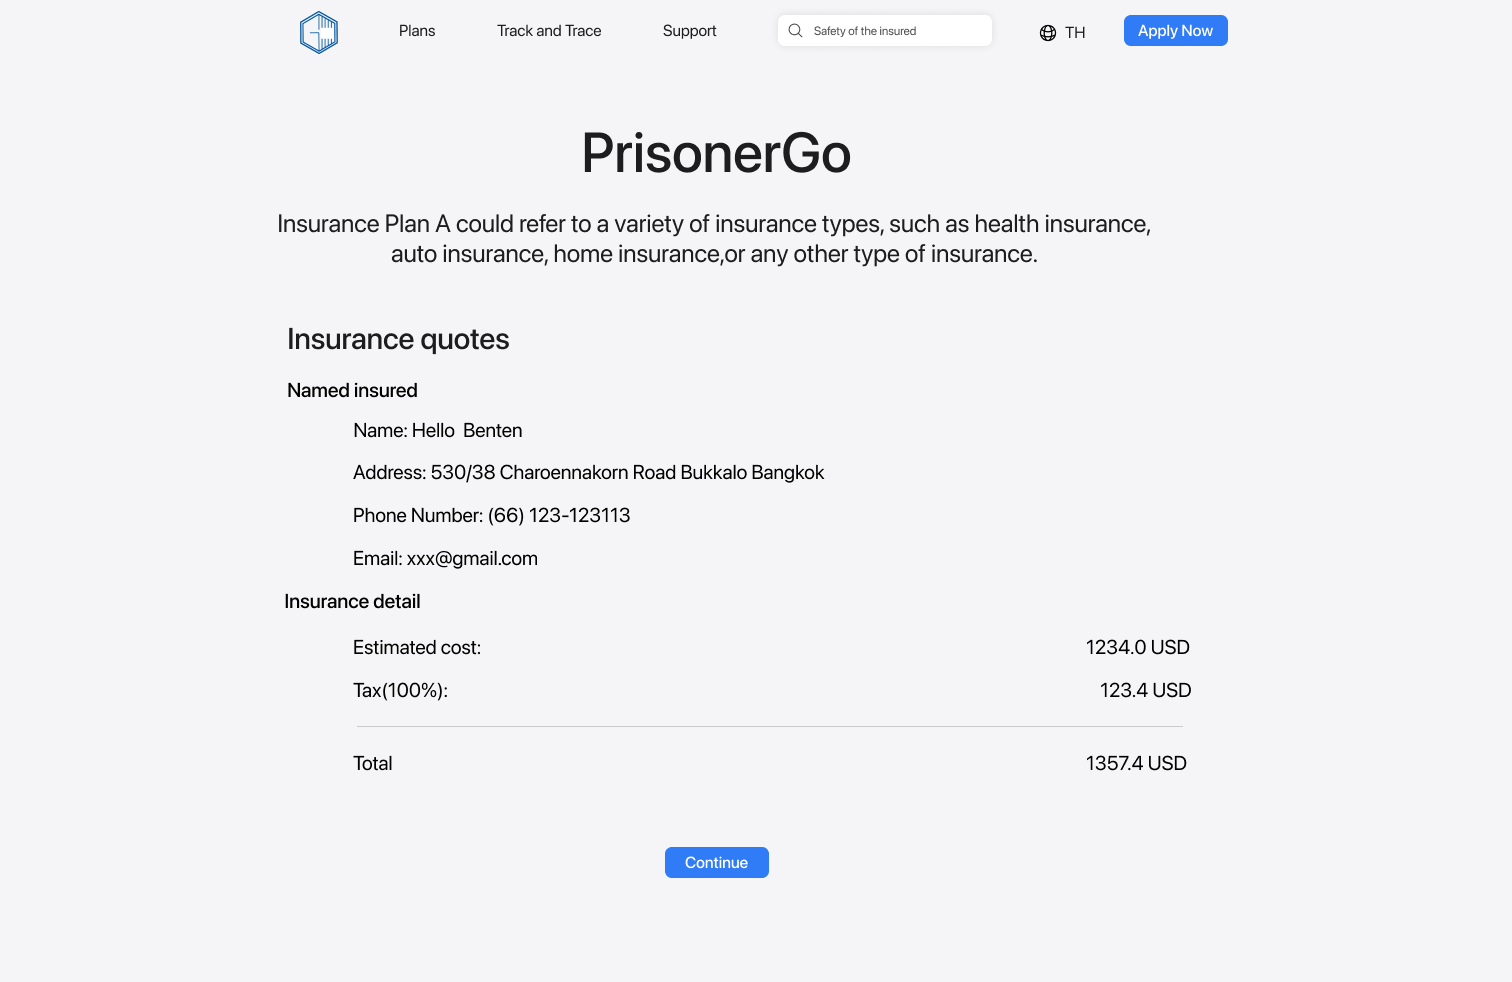 Plans
Track and Trace
Support
Safety of the insured
TH
Apply Now
PrisonerGo
Insurance Plan A could refer to a variety of insurance types, such as health insurance,
auto insurance, home insurance,or any other type of insurance.
Insurance quotes
Named insured
Name: Hello  Benten
Address: 530/38 Charoennakorn Road Bukkalo Bangkok
Phone Number: (66) 123-123113
Email: xxx@gmail.com
Insurance detail
Estimated cost: 1234.0 USD
Tax(100%): 123.4 USD
Total 1357.4 USD
Continue